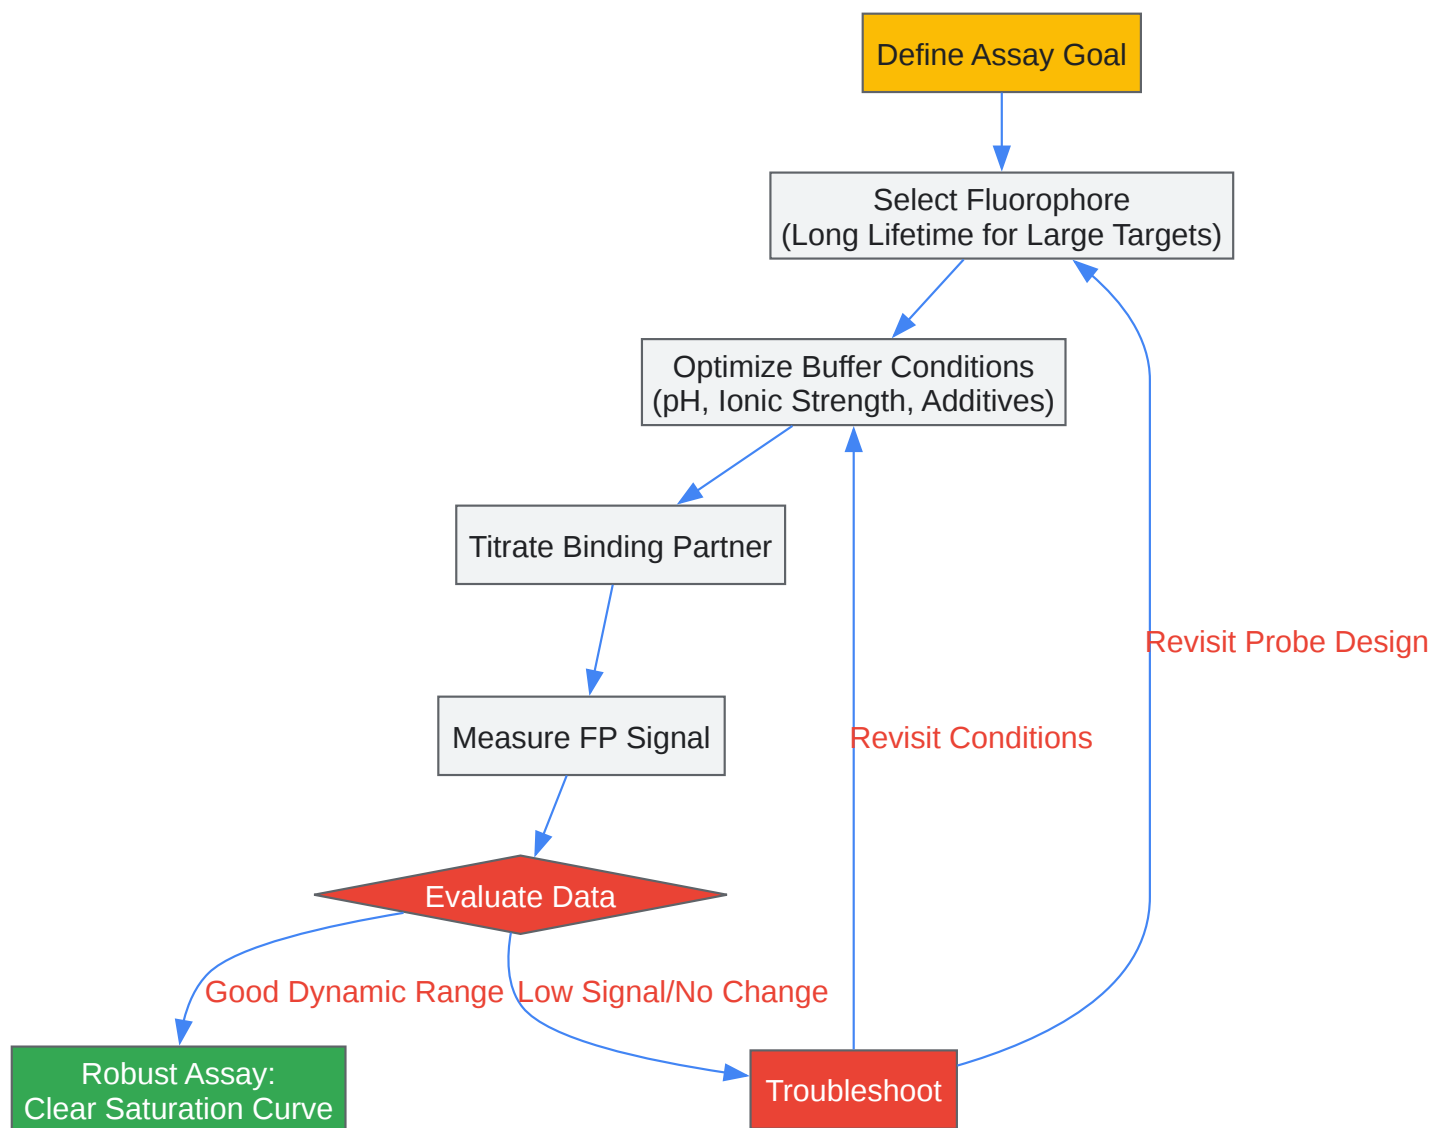 Define Assay Goal
Select Fluorophore
(Long Lifetime for Large Targets)
Optimize Buffer Conditions
(pH, Ionic Strength, Additives)
Titrate Binding Partner
Revisit Probe Design
Measure FP Signal
Revisit Conditions
Evaluate Data
Good Dynamic Range
Low Signal/No Change
Robust Assay:
Clear Saturation Curve
Troubleshoot